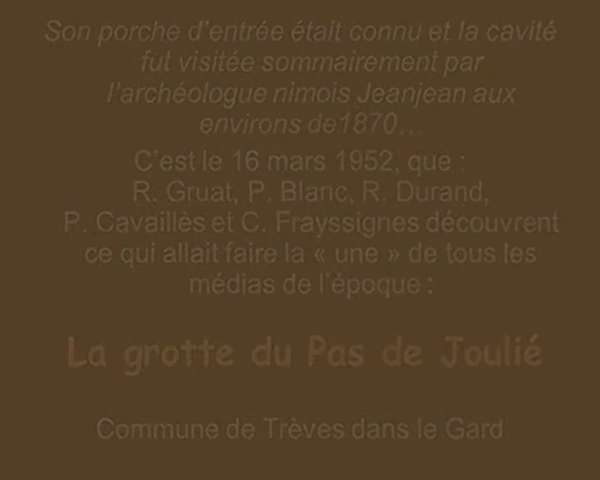 Son porche d'entrée était connu et la cavité
fut visitée sommairement par
l'archéologue nimois Jeanjean aux
environs de1870...
C'est le 16 mars 1952, que :
R. Gruat, P. Blanc, R. Durand,
P. Cavaillès et C. Frayssignes découvrent
ce qui allait faire la « une » de tous les
médias de l'époque :
La grotte du Pas de Joulié
Commune de Trèves dans le Gard